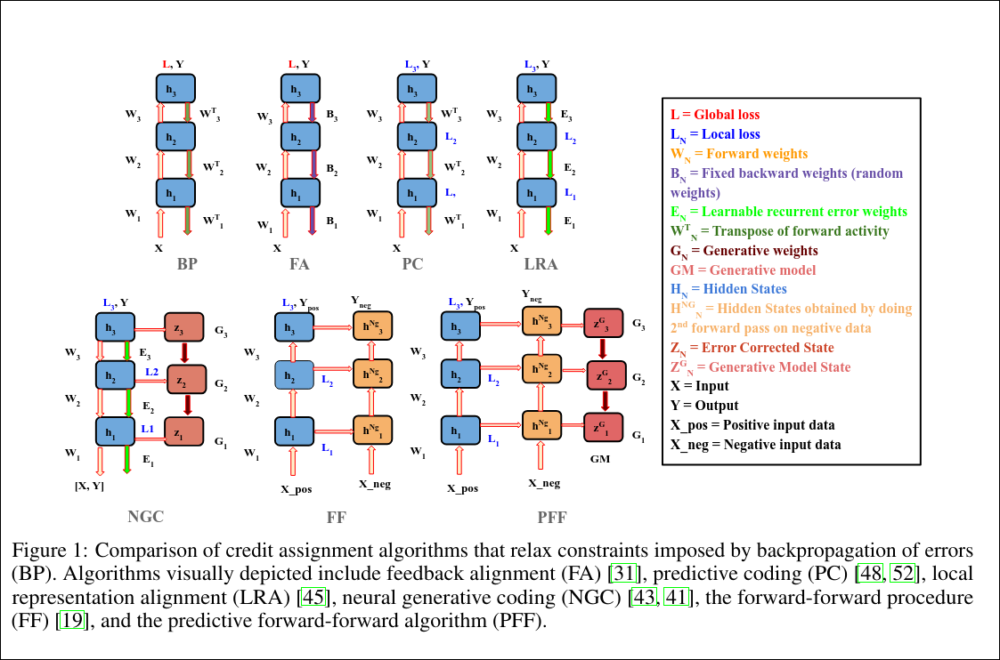 L, Y
h3
W3
WT3
h2
W2
WT2
h1
W1
WT1
X
BP
L, Y
h3
W3
B3
h2
W2
B2
h1
W1
B1
X
FA
L3, Y
h3
W3
WT3
h2
L2
W2
WT2
h1
L,
W1
WT1
X
PC
L3, Y
h3
W3
E3
h2
L2
W2
E2
h1
L1
W1
E1
X
LRA
L3, Y
h3
z3
G3
W3
E3
h2
L2
z2
G2
W2
E2
h1
L1
z1
G1
W1
E1
[X, Y]
NGC
L3, Ypos
Yneg
h3
hNg3
W3
h2
hNg2
L2
W2
h1
hNg1
L1
W1
X_pos
X_neg
FF
L3, Ypos
Yneg
h3
hNg3
zG3
G3
W3
h2
hNg2
zG2
G2
L2
W2
h1
hNg1
zG1
G1
L1
W1
GM
X_pos
X_neg
PFF
L = Global loss
LN = Local loss
WN = Forward weights
BN = Fixed backward weights (random
weights)
EN = Learnable recurrent error weights
WTN = Transpose of forward activity
GN = Generative weights
GM = Generative model
HN = Hidden States
HNGN = Hidden States obtained by doing
2nd forward pass on negative data
ZN = Error Corrected State
ZGN = Generative Model State
X = Input
Y = Output
X_pos = Positive input data
X_neg = Negative input data
Figure 1: Comparison of credit assignment algorithms that relax constraints imposed by backpropagation of errors
(BP). Algorithms visually depicted include feedback alignment (FA) [31], predictive coding (PC) [48, 52], local
representation alignment (LRA) [45], neural generative coding (NGC) [43, 41], the forward-forward procedure
(FF) [19], and the predictive forward-forward algorithm (PFF).